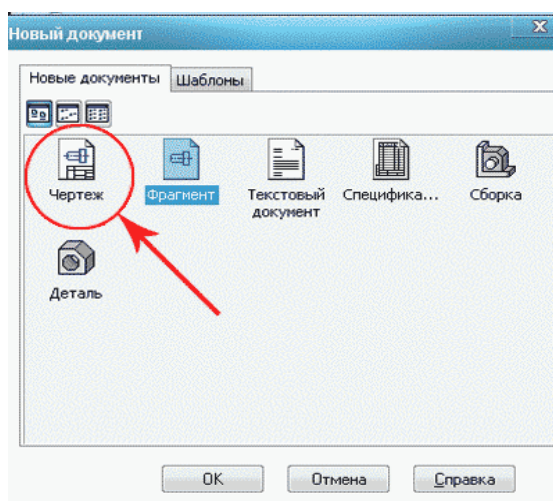 Новый документ
Новые документы
Шаблоны
Чертеж
Фрагмент
Текстовый
документ
Специфика...
Сборка
Деталь
OK
Отмена
Справка